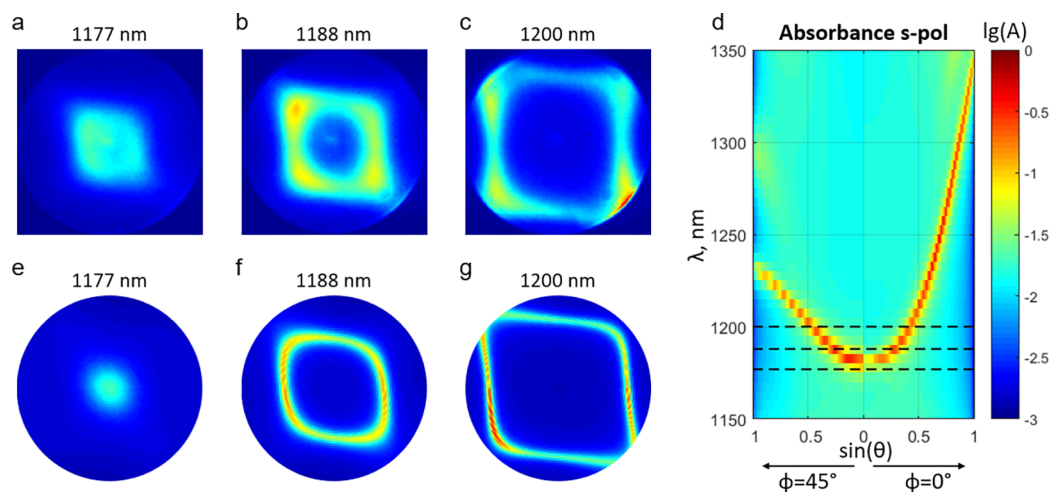 a
1177 nm
b
1188 nm
c
1200 nm
d
Absorbance s-pol
lg(A)
e
1177 nm
f
1188 nm
g
1200 nm
λ, nm
1350
1300
1250
1200
1150
1 0.5 0 0.5 1
sin(θ)
ϕ=45° ϕ=0°
0
-0.5
-1
-1.5
-2
-2.5
-3